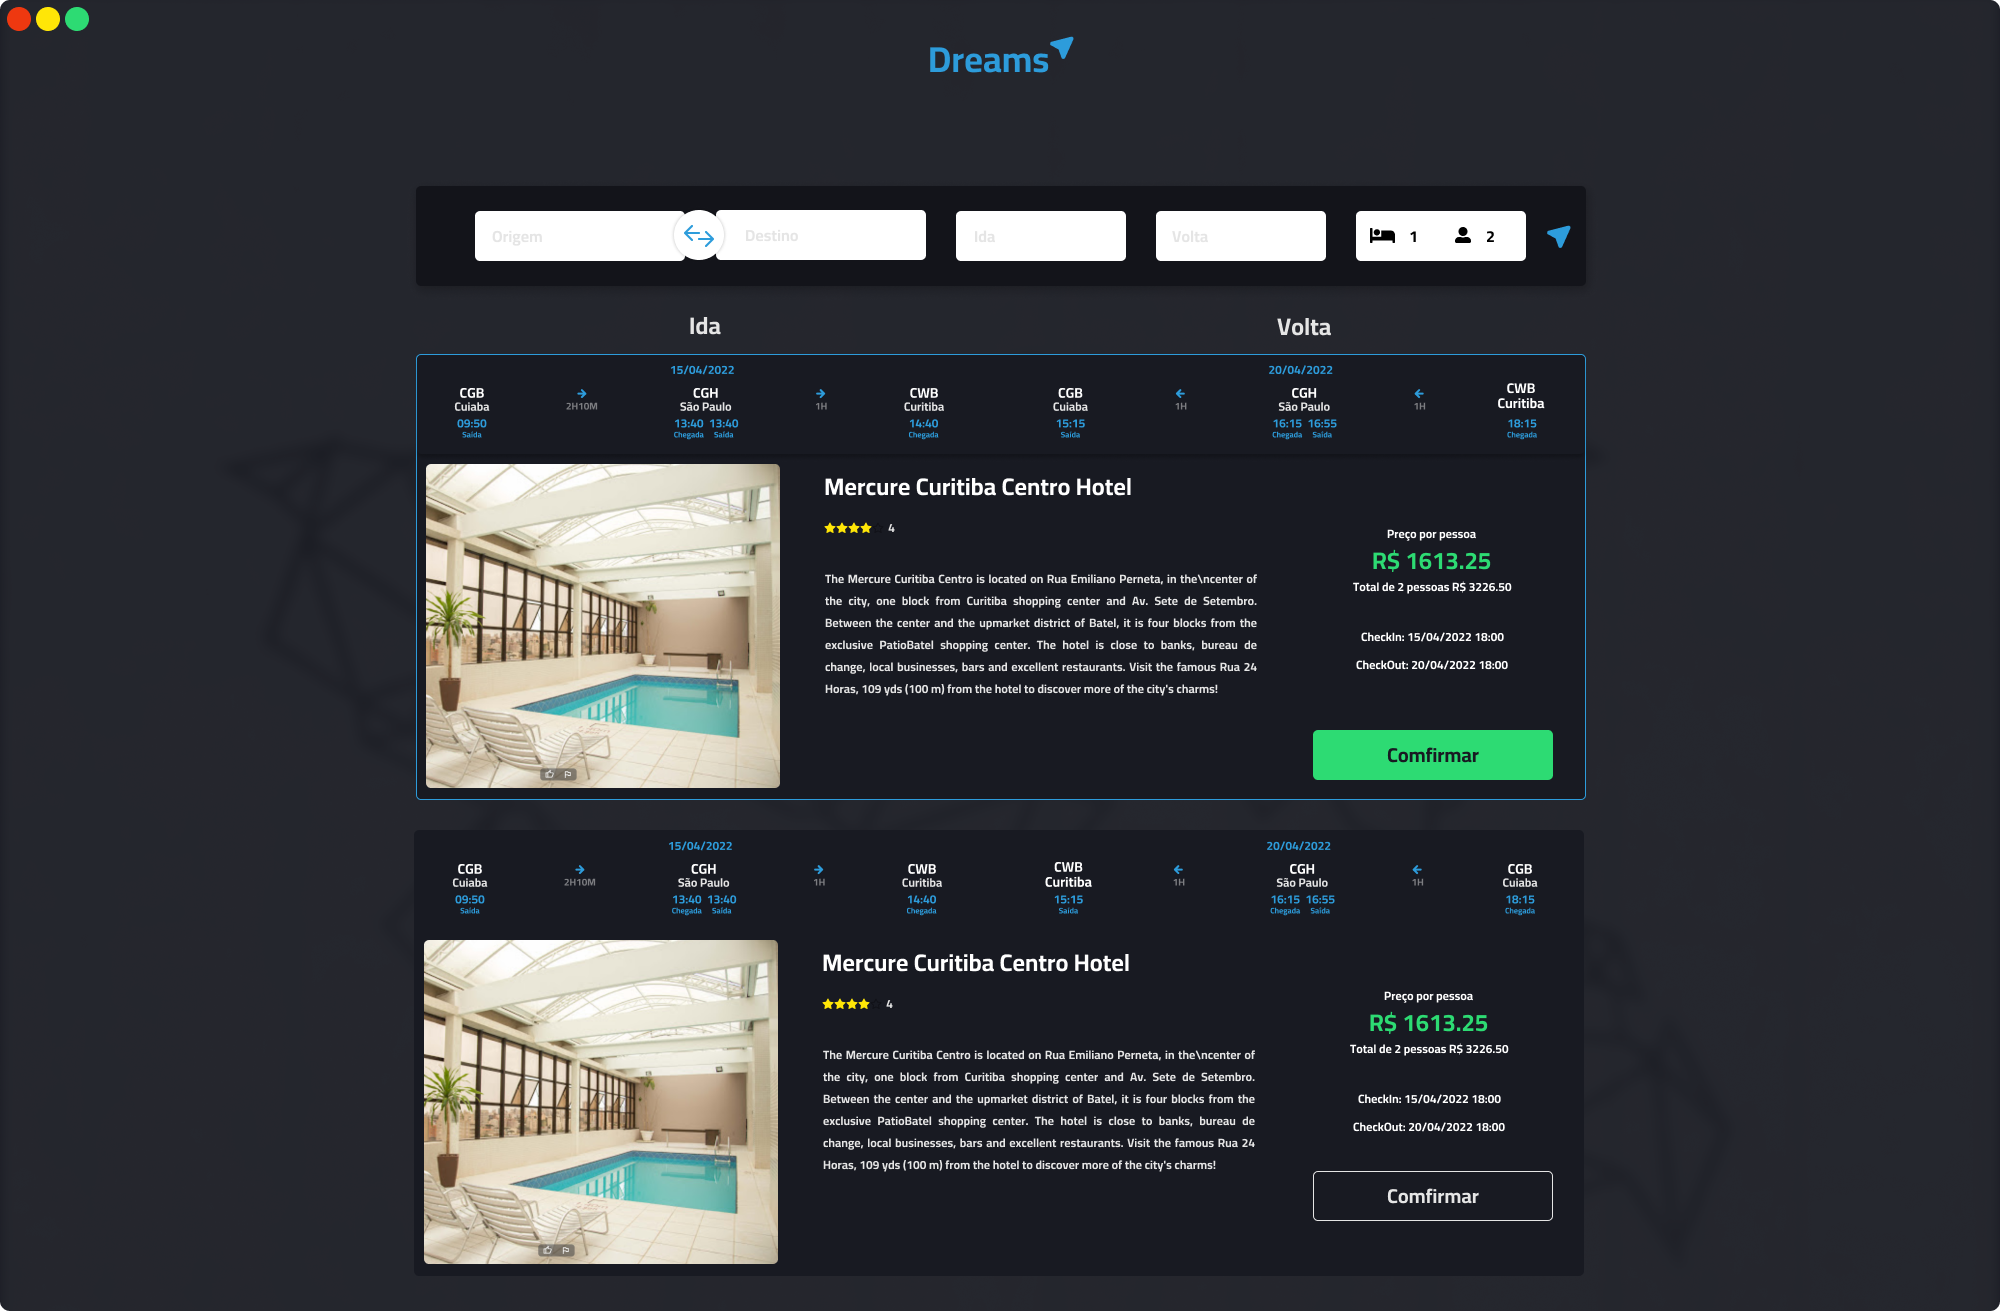 Dreams
Origem Destino Ida Volta 1 2
Ida Volta
15/04/2022 20/04/2022
CGB CGH CWB CGB CGH CWB
Cuiaba 2H10M São Paulo 1H Curitiba Cuiaba 1H São Paulo 1H Curitiba
09:50 13:40 13:40 14:40 15:15 16:15 16:55 18:15
Saída Chegada Saída Chegada Saída Chegada Saída Chegada
Mercure Curitiba Centro Hotel
4
The Mercure Curitiba Centro is located on Rua Emiliano Perneta, in the\ncenter of
the city, one block from Curitiba shopping center and Av. Sete de Setembro.
Between the center and the upmarket district of Batel, it is four blocks from the
exclusive PatioBatel shopping center. The hotel is close to banks, bureau de
change, local businesses, bars and excellent restaurants. Visit the famous Rua 24
Horas, 109 yds (100 m) from the hotel to discover more of the city's charms!
Preço por pessoa
R$ 1613.25
Total de 2 pessoas R$ 3226.50
CheckIn: 15/04/2022 18:00
CheckOut: 20/04/2022 18:00
Comfirmar
15/04/2022 20/04/2022
CGB CGH CWB CWB CGH CGB
Cuiaba 2H10M São Paulo 1H Curitiba Curitiba 1H São Paulo 1H Cuiaba
09:50 13:40 13:40 14:40 15:15 16:15 16:55 18:15
Saída Chegada Saída Chegada Saída Chegada Saída Chegada
Mercure Curitiba Centro Hotel
4
The Mercure Curitiba Centro is located on Rua Emiliano Perneta, in the\ncenter of
the city, one block from Curitiba shopping center and Av. Sete de Setembro.
Between the center and the upmarket district of Batel, it is four blocks from the
exclusive PatioBatel shopping center. The hotel is close to banks, bureau de
change, local businesses, bars and excellent restaurants. Visit the famous Rua 24
Horas, 109 yds (100 m) from the hotel to discover more of the city's charms!
Preço por pessoa
R$ 1613.25
Total de 2 pessoas R$ 3226.50
CheckIn: 15/04/2022 18:00
CheckOut: 20/04/2022 18:00
Comfirmar